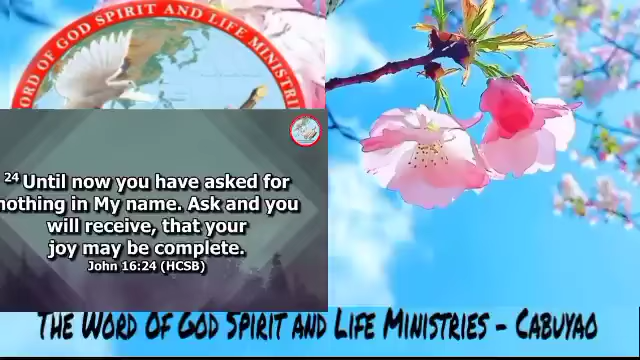 WORD OF GOD SPIRIT AND LIFE MINISTRIES
24 Until now you have asked for
nothing in My name. Ask and you
will receive, that your
joy may be complete.
John 16:24 (HCSB)
THE WORD OF GOD SPIRIT AND LIFE MINISTRIES - CABUYAO